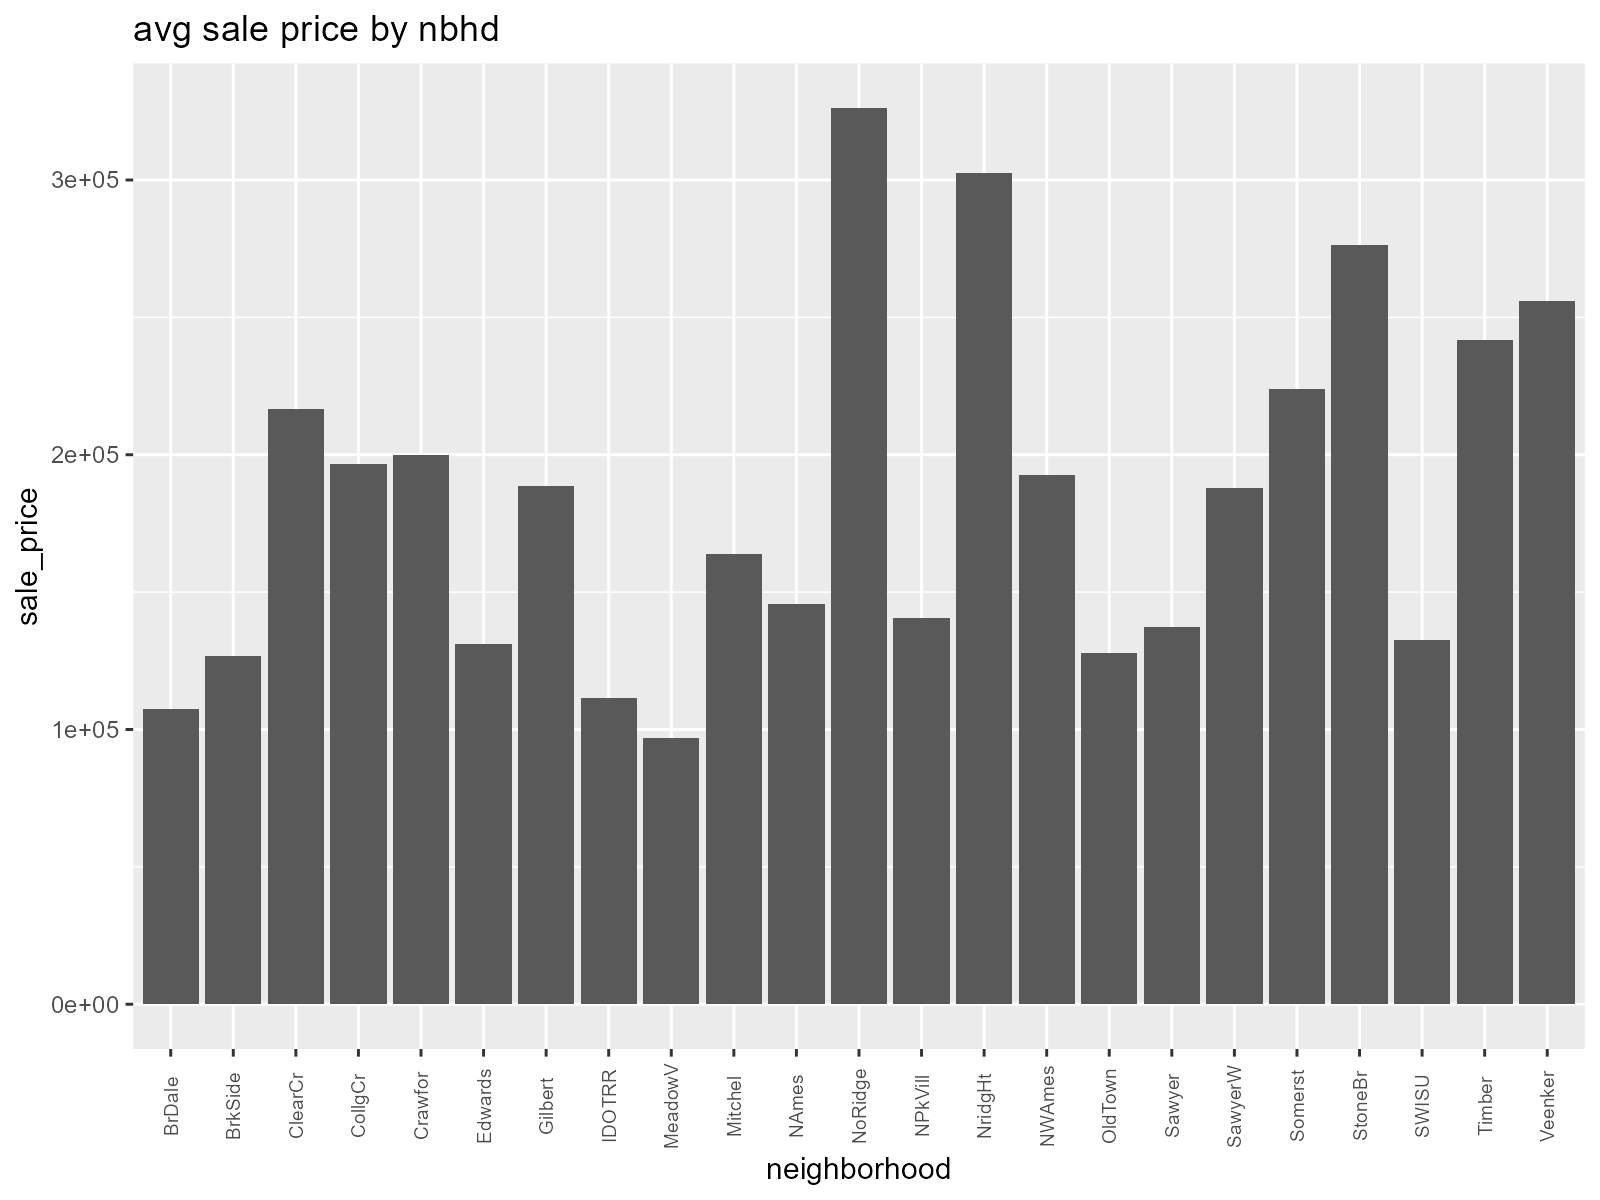 avg sale price by nbhd
sale_price
3e+05
2e+05
1e+05
0e+00
BrDale
BrkSide
ClearCr
CollgCr
Crawfor
Edwards
Gilbert
IDOTRR
MeadowV
Mitchel
NAmes
NoRidge
NPkVill
NridgHt
NWAmes
OldTown
Sawyer
SawyerW
Somerst
StoneBr
SWISU
Timber
Veenker
neighborhood